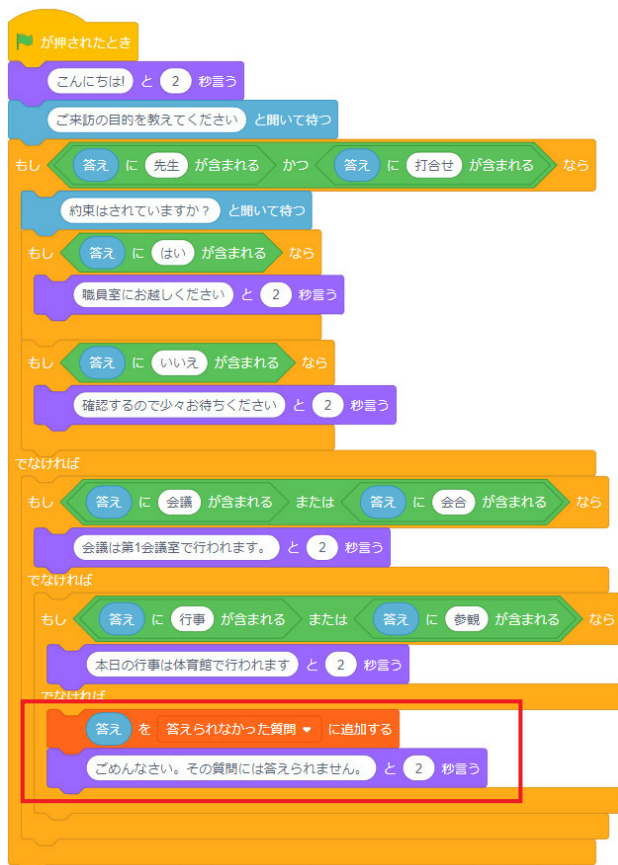 が押されたとき
こんにちは! と 2 秒言う
ご来訪の目的を教えてください と聞いて待つ
もし 答え に 先生 が含まれる かつ 答え に 打合せ が含まれる なら
約束はされていますか？ と聞いて待つ
もし 答え に はい が含まれる なら
職員室にお越しください と 2 秒言う
もし 答え に いいえ が含まれる なら
確認するので少々お待ちください と 2 秒言う
でなければ
もし 答え に 会議 が含まれる または 答え に 会合 が含まれる なら
会議は第1会議室で行われます。 と 2 秒言う
でなければ
もし 答え に 行事 が含まれる または 答え に 参観 が含まれる なら
本日の行事は体育館で行われます と 2 秒言う
でなければ
答え を 答えられなかった質問 に追加する
ごめんなさい。その質問には答えられません。 と 2 秒言う